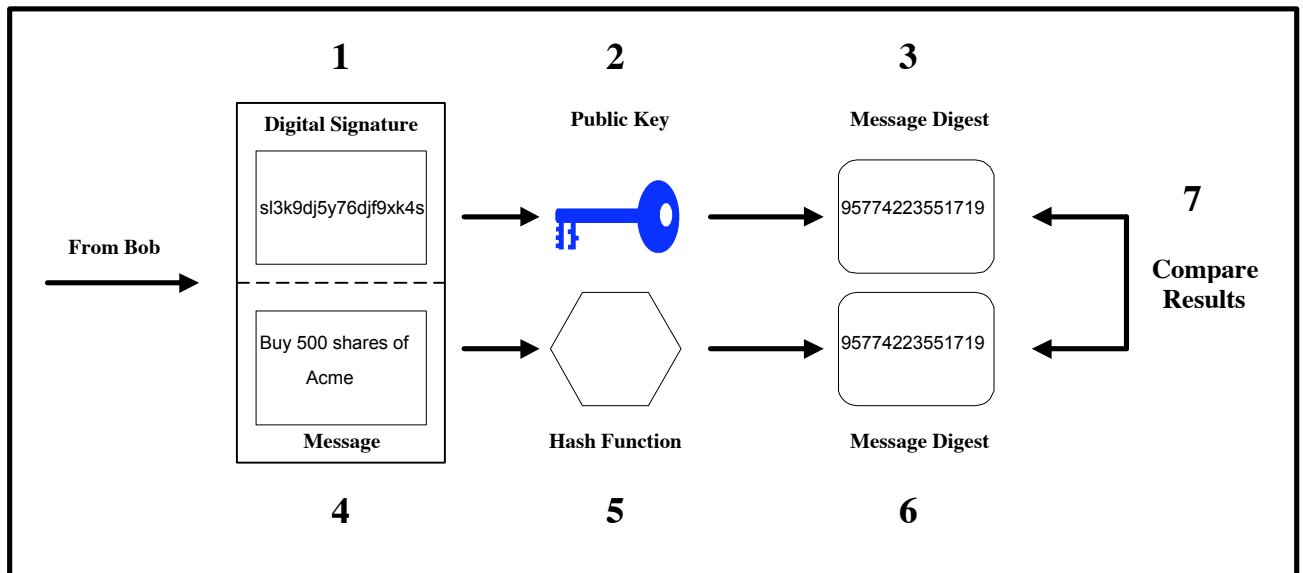 1
2
3
Digital Signature
Public Key
Message Digest
sl3k9dj5y76djf9xk4s
95774223551719
7
From Bob
Compare
Results
Buy 500 shares of
Acme
95774223551719
Message
Hash Function
Message Digest
4
5
6